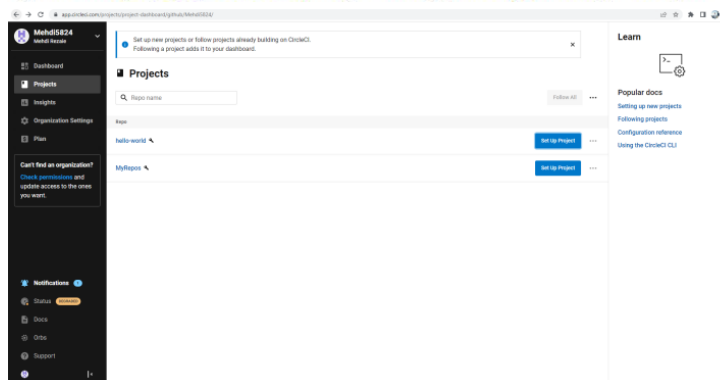 app.circleci.com/projects/project-dashboard/github/Mehdi5824/
Mehdi5824
Mehdi Rezaie
Dashboard
Projects
Insights
Organization Settings
Plan
Can't find an organization?
Check permissions and
update access to the ones
you want.
Notifications
Status
Docs
Orbs
Support
Set up new projects or follow projects already building on CircleCI.
Following a project adds it to your dashboard.
Projects
Repo name
Follow All
Repo
hello-world
Set Up Project
MyRepos
Set Up Project
Learn
Popular docs
Setting up new projects
Following projects
Configuration reference
Using the CircleCI CLI